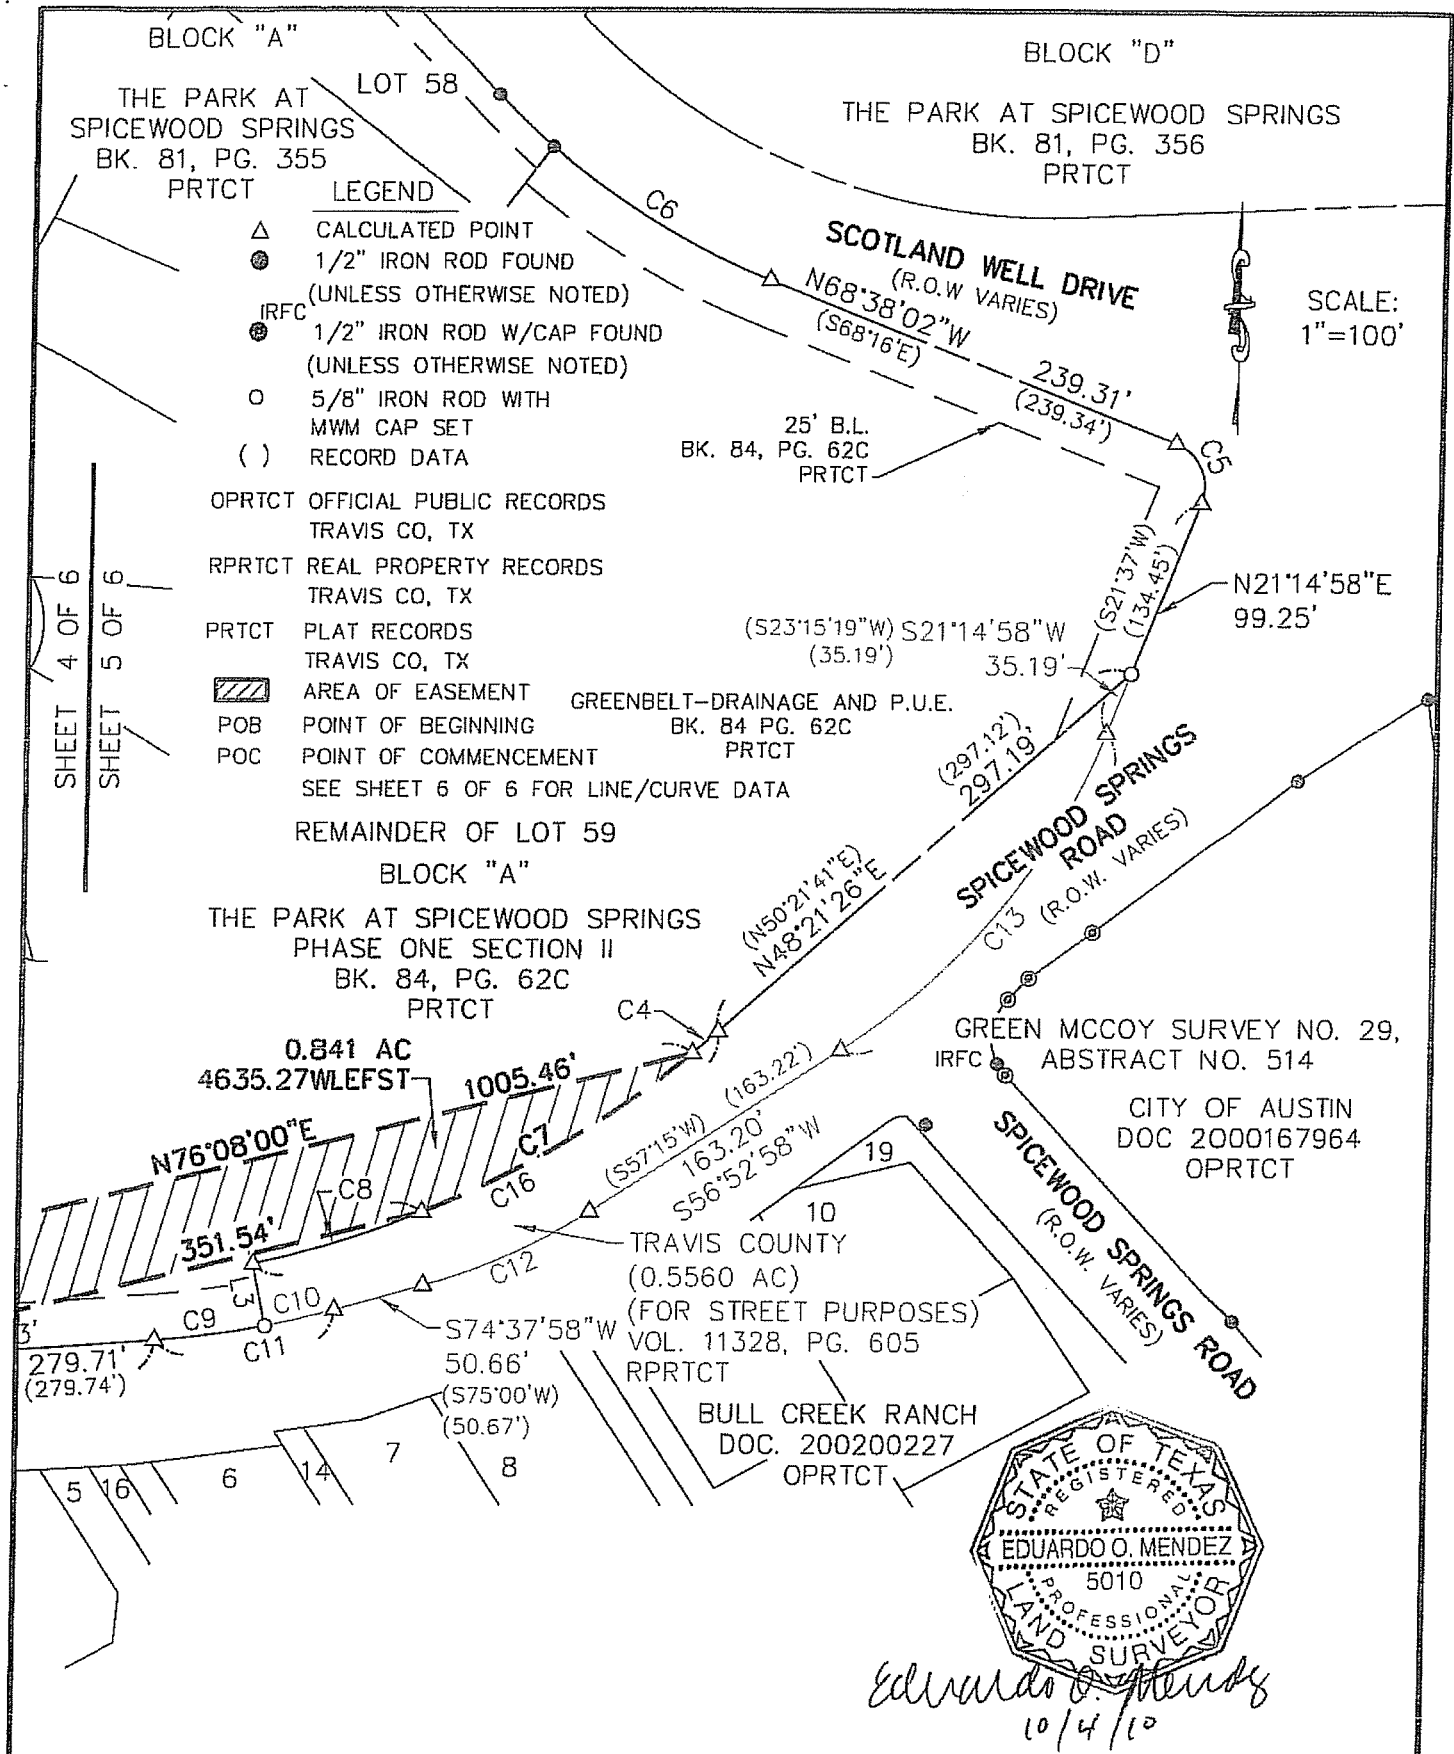 BLOCK "A"
THE PARK AT
SPICEWOOD SPRINGS
BK. 81, PG. 355
PRTCT
LOT 58
BLOCK "D"
THE PARK AT SPICEWOOD SPRINGS
BK. 81, PG. 356
PRTCT
LEGEND
CALCULATED POINT
1/2" IRON ROD FOUND
(UNLESS OTHERWISE NOTED)
IRFC
1/2" IRON ROD W/CAP FOUND
(UNLESS OTHERWISE NOTED)
5/8" IRON ROD WITH
MWM CAP SET
( ) RECORD DATA
OPRTCT OFFICIAL PUBLIC RECORDS
TRAVIS CO, TX
RPRTCT REAL PROPERTY RECORDS
TRAVIS CO, TX
PRTCT PLAT RECORDS
TRAVIS CO, TX
AREA OF EASEMENT
POB POINT OF BEGINNING
POC POINT OF COMMENCEMENT
SEE SHEET 6 OF 6 FOR LINE/CURVE DATA
C6
SCOTLAND WELL DRIVE
(R.O.W VARIES)
N68°38'02"W
(S68°16'E)
239.31'
(239.34')
SCALE:
1"=100'
25' B.L.
BK. 84, PG. 62C
PRTCT
C5
(S21°37'W)
(134.45')
N21°14'58"E
99.25'
(S23°15'19"W) S21°14'58"W
(35.19')
35.19'
GREENBELT-DRAINAGE AND P.U.E.
BK. 84 PG. 62C
PRTCT
SHEET 4 OF 6
SHEET 5 OF 6
(297.12')
297.19'
(N50°21'41"E)
N48°21'26"E
SPICEWOOD SPRINGS
ROAD
(R.O.W. VARIES)
C13
REMAINDER OF LOT 59
BLOCK "A"
THE PARK AT SPICEWOOD SPRINGS
PHASE ONE SECTION II
BK. 84, PG. 62C
PRTCT
C4
0.841 AC
4635.27WLEFST
1005.46'
N76°08'00"E
C7
C16
C8
351.54'
(S57°15'W) (163.22')
163.20'
S56°52'58"W
GREEN MCCOY SURVEY NO. 29,
ABSTRACT NO. 514
IRFC
CITY OF AUSTIN
DOC 2000167964
OPRTCT
SPICEWOOD SPRINGS ROAD
(R.O.W. VARIES)
19
10
TRAVIS COUNTY
(0.5560 AC)
(FOR STREET PURPOSES)
VOL. 11328, PG. 605
RPRTCT
C12
L3
C10
C9
C11
3'
279.71'
(279.74')
S74°37'58"W
50.66'
(S75°00'W)
(50.67')
BULL CREEK RANCH
DOC. 200200227
OPRTCT
5
16
6
14
7
8
STATE OF TEXAS
REGISTERED
EDUARDO O. MENDEZ
5010
PROFESSIONAL
LAND SURVEYOR
Eduardo O. Mendez
10/4/10